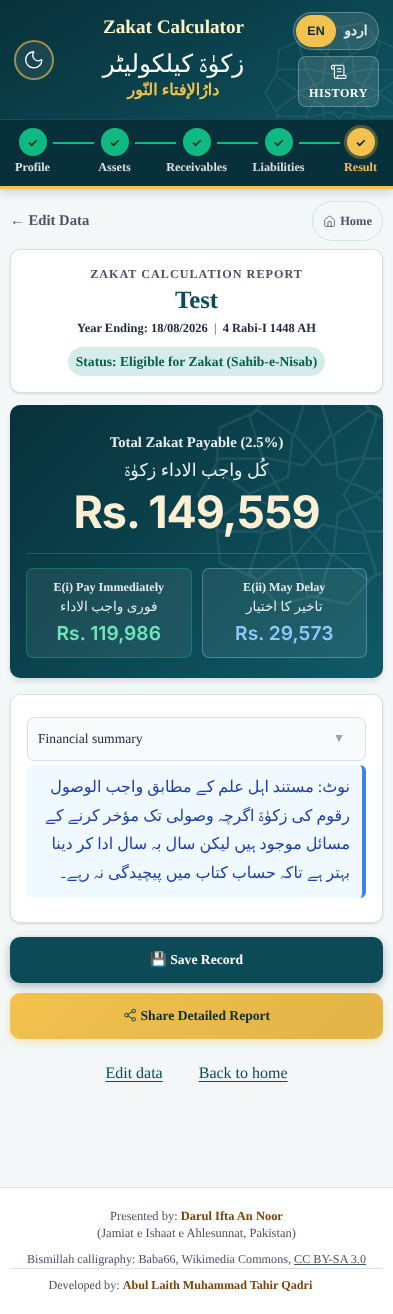 Zakat Calculator
زکوٰۃ کیلکولیٹر
دارُالإفتاء النّور
EN
اردو
HISTORY
Profile
Assets
Receivables
Liabilities
Result
← Edit Data
Home
ZAKAT CALCULATION REPORT
Test
Year Ending: 18/08/2026 | 4 Rabi-I 1448 AH
Status: Eligible for Zakat (Sahib-e-Nisab)
Total Zakat Payable (2.5%)
کُل واجب الاداء زکوٰۃ
Rs. 149,559
E(i) Pay Immediately
فوری واجب الاداء
Rs. 119,986
E(ii) May Delay
تاخیر کا اختیار
Rs. 29,573
Financial summary
نوٹ: مستند اہل علم کے مطابق واجب الوصول
رقوم کی زکوٰۃ اگرچہ وصولی تک مؤخر کرنے کے
مسائل موجود ہیں لیکن سال بہ سال ادا کر دینا
بہتر ہے تاکہ حساب کتاب میں پیچیدگی نہ رہے۔
💾 Save Record
Share Detailed Report
Edit data
Back to home
Presented by: Darul Ifta An Noor
(Jamiat e Ishaat e Ahlesunnat, Pakistan)
Bismillah calligraphy: Baba66, Wikimedia Commons, CC BY-SA 3.0
Developed by: Abul Laith Muhammad Tahir Qadri